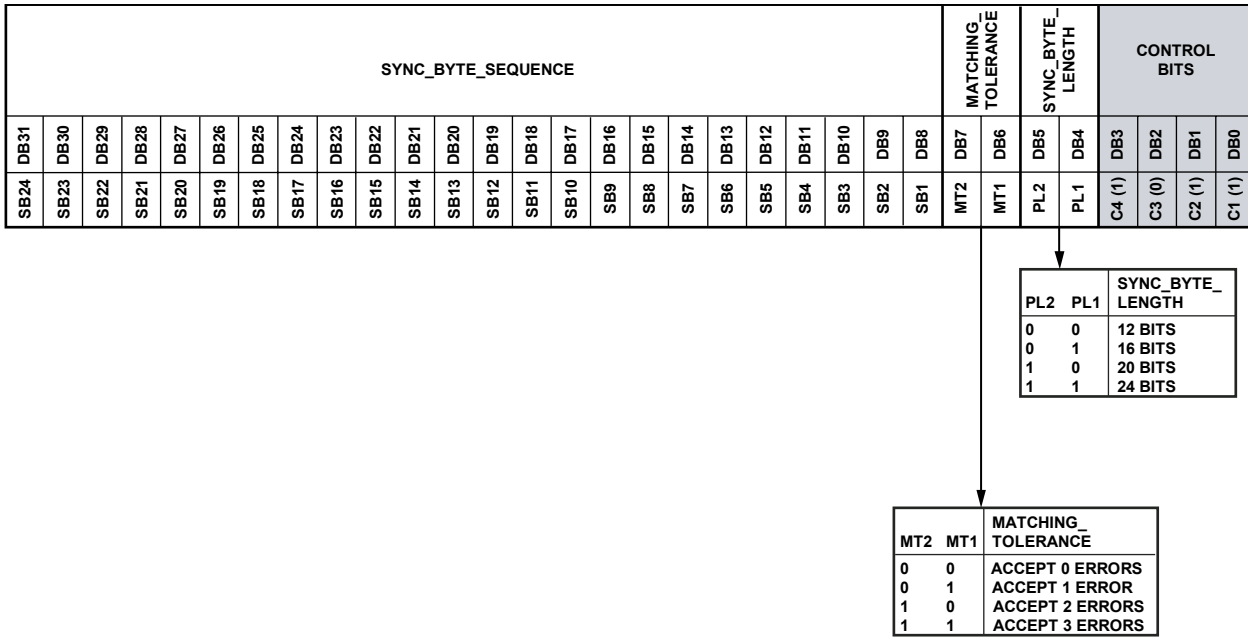 SYNC_BYTE_SEQUENCE
MATCHING_
TOLERANCE
SYNC_BYTE_
LENGTH
CONTROL
BITS
DB31 DB30 DB29 DB28 DB27 DB26 DB25 DB24 DB23 DB22 DB21 DB20 DB19 DB18 DB17 DB16 DB15 DB14 DB13 DB12 DB11 DB10 DB9 DB8 DB7 DB6 DB5 DB4 DB3 DB2 DB1 DB0
SB24 SB23 SB22 SB21 SB20 SB19 SB18 SB17 SB16 SB15 SB14 SB13 SB12 SB11 SB10 SB9 SB8 SB7 SB6 SB5 SB4 SB3 SB2 SB1 MT2 MT1 PL2 PL1 C4 (1) C3 (0) C2 (1) C1 (1)
SYNC_BYTE_
PL2 PL1 LENGTH
0 0 12 BITS
0 1 16 BITS
1 0 20 BITS
1 1 24 BITS
MATCHING_
MT2 MT1 TOLERANCE
0 0 ACCEPT 0 ERRORS
0 1 ACCEPT 1 ERROR
1 0 ACCEPT 2 ERRORS
1 1 ACCEPT 3 ERRORS